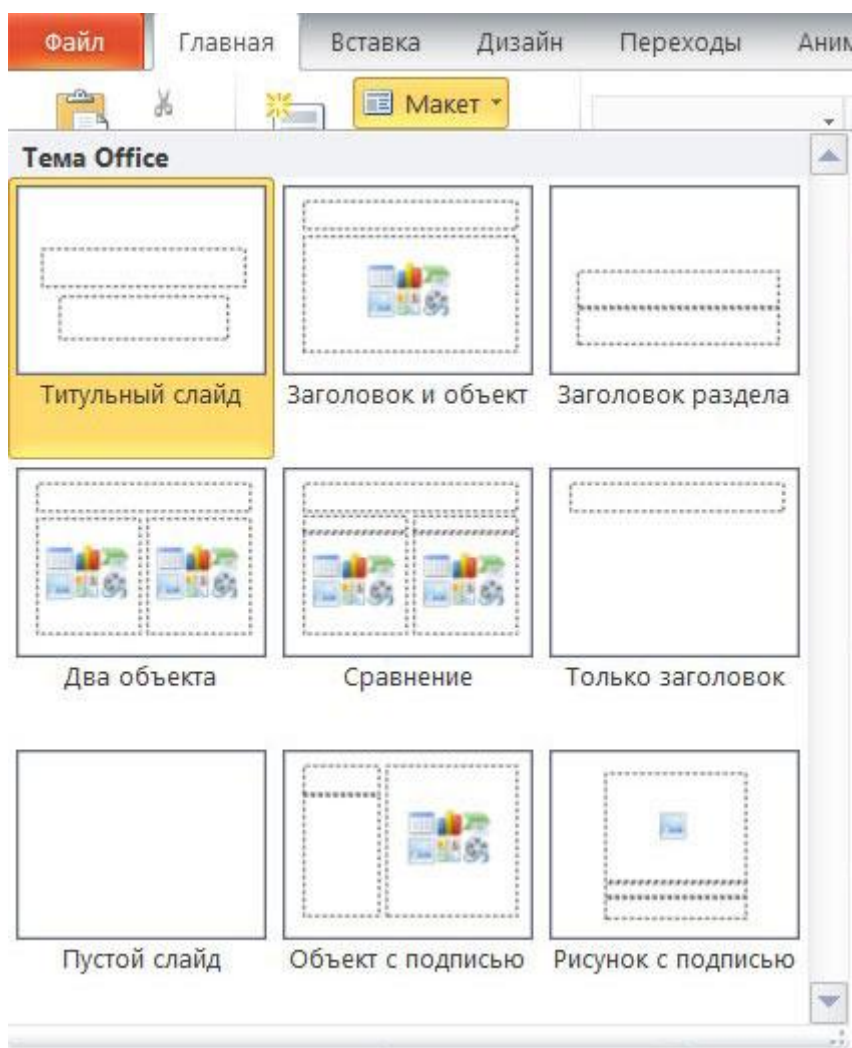 Файл Главная Вставка Дизайн Переходы
Макет
Тема Office
Титульный слайд Заголовок и объект Заголовок раздела
Два объекта Сравнение Только заголовок
Пустой слайд Объект с подписью Рисунок с подписью